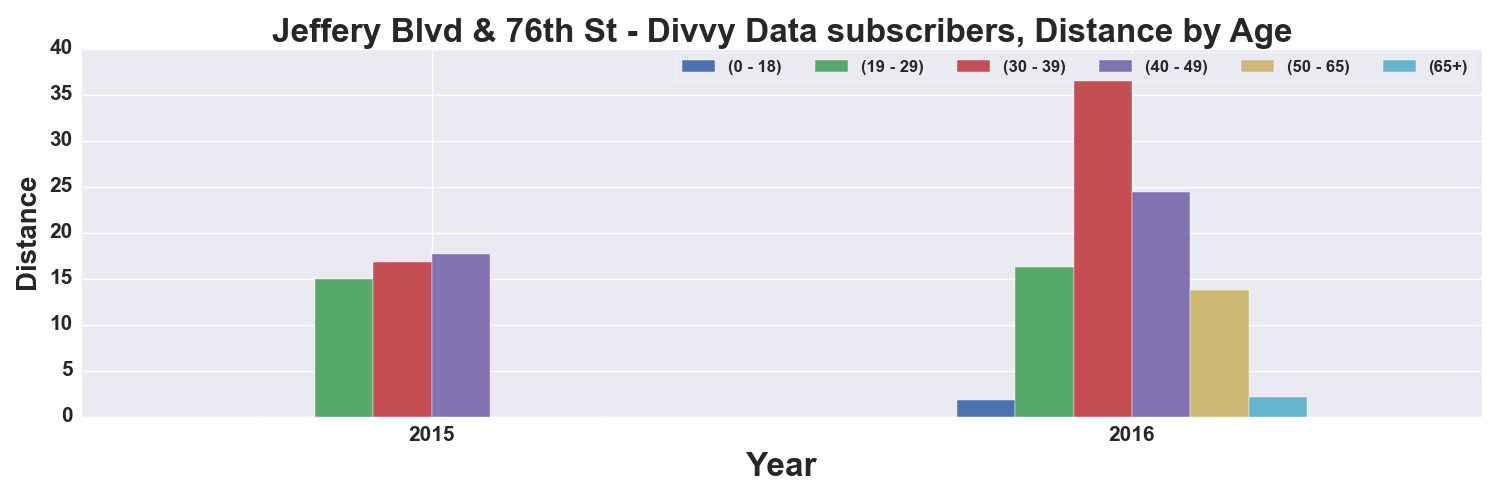 Jeffery Blvd & 76th St - Divvy Data subscribers, Distance by Age
(0 - 18) (19 - 29) (30 - 39) (40 - 49) (50 - 65) (65+)
40
35
30
25
20
15
10
5
0
Distance
2015 2016
Year